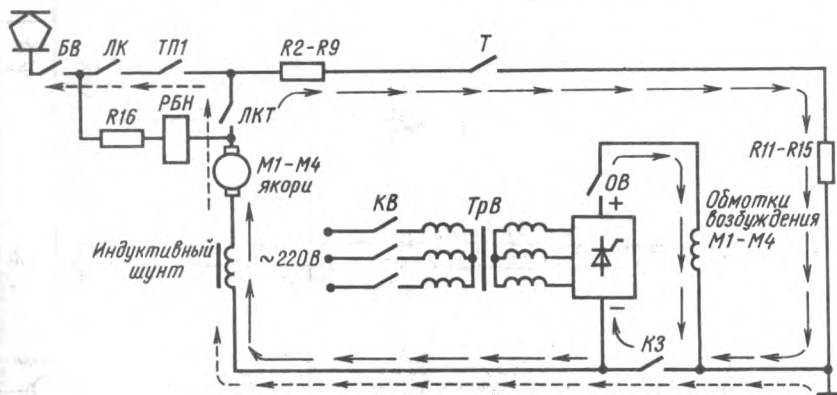 БВ
ЛК
ТП1
R2-R9
Т
R16
РБН
ЛКТ
М1-М4
якори
R11-R15
ОВ
+
КВ
ТрВ
Обмотки
возбуждения
М1-М4
Индуктивный
шунт
~220В
-
КЗ